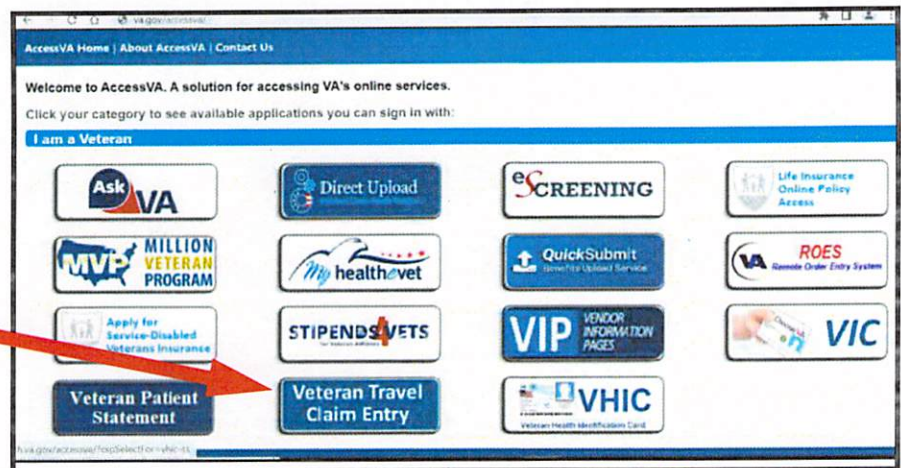 va.gov/accessva/
AccessVA Home | About AccessVA | Contact Us
Welcome to AccessVA. A solution for accessing VA's online services.
Click your category to see available applications you can sign in with:
I am a Veteran
Ask VA
Direct Upload
eSCREENING
Life Insurance
Online Policy
Access
MVP MILLION
VETERAN
PROGRAM
My healthevet
QuickSubmit
Benefits Upload Service
VA ROES
Remote Order Entry System
Apply for
Service-Disabled
Veterans Insurance
STIPENDS4VETS
VIP VENDOR
INFORMATION
PAGES
VIC
Veteran Patient
Statement
Veteran Travel
Claim Entry
VHIC
Veteran Health Identification Card